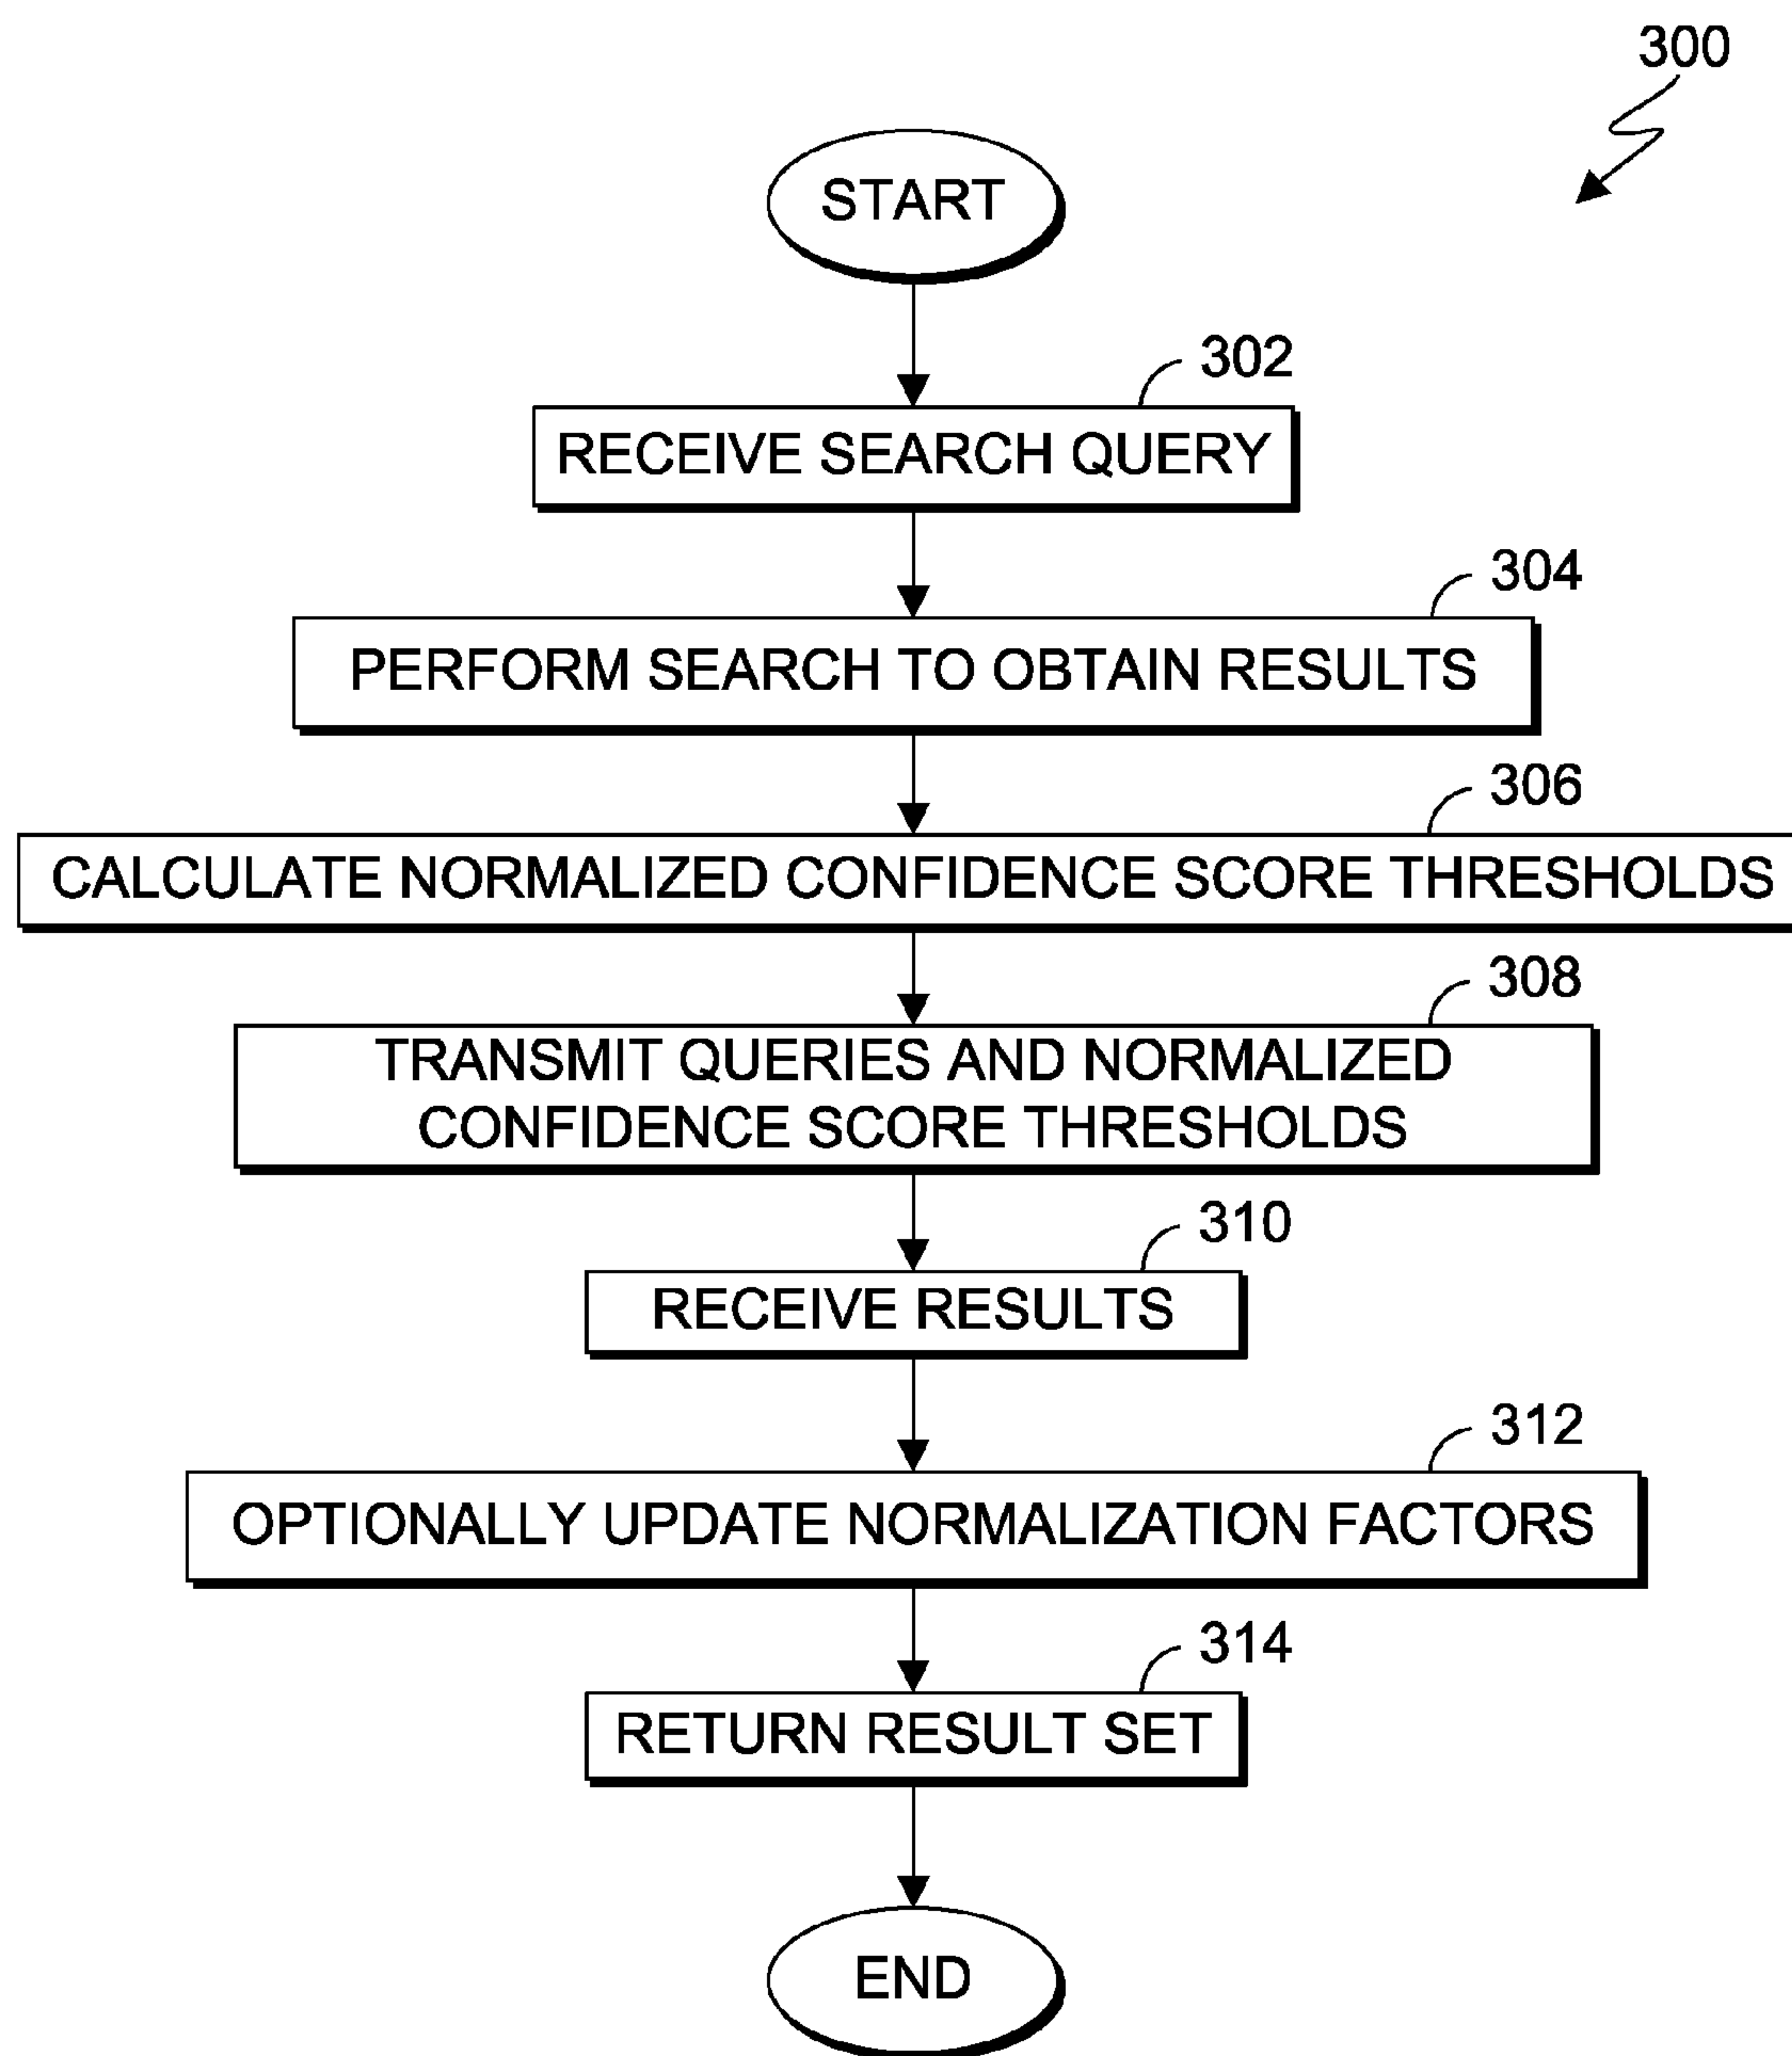 300
START
302
RECEIVE SEARCH QUERY
304
PERFORM SEARCH TO OBTAIN RESULTS
306
CALCULATE NORMALIZED CONFIDENCE SCORE THRESHOLDS
308
TRANSMIT QUERIES AND NORMALIZED
CONFIDENCE SCORE THRESHOLDS
310
RECEIVE RESULTS
312
OPTIONALLY UPDATE NORMALIZATION FACTORS
314
RETURN RESULT SET
END